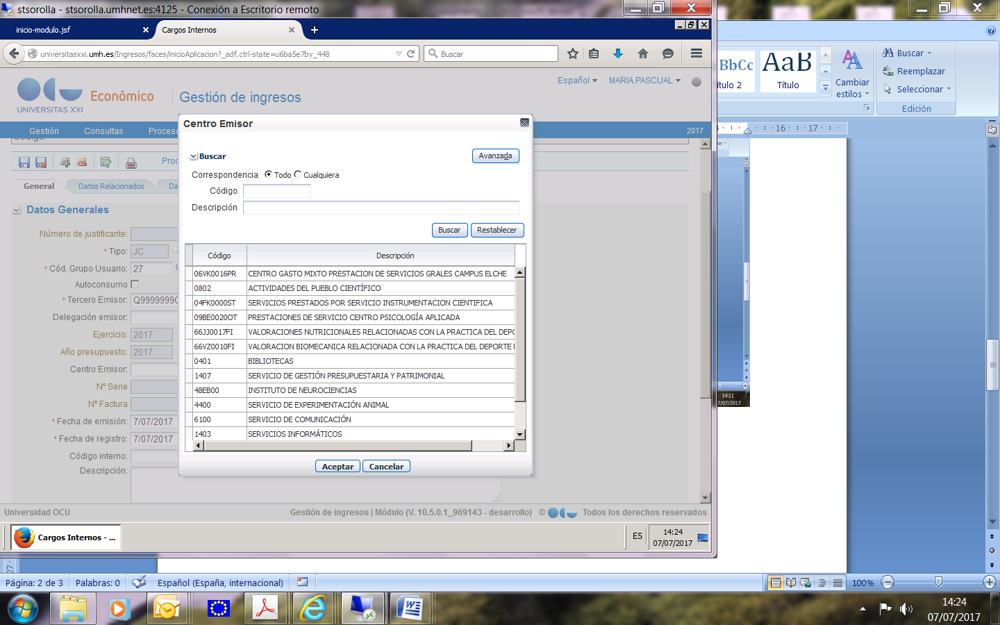 stsorolla - stsorolla.umhnet.es:4125 - Conexión a Escritorio remoto
inicio-modulo.jsf
Cargos Internos
universitasxxi.umh.es/Ingresos/faces/inicioAplicacion?_adf.ctrl-state=u6ba5e7by_448
Buscar
Económico
UNIVERSITAS XXI
Gestión de ingresos
Español
MARIA.PASCUAL
Gestión
Consultas
2017
General
Datos Relacionados
Datos Generales
Número de justificante:
* Tipo: JC
* Cód. Grupo Usuario: 27
Autoconsumo
* Tercero Emisor:
Delegación emisor:
Ejercicio: 2017
Año presupuesto: 2017
Centro Emisor:
Nº Serie
Nº Factura
* Fecha de emisión: 7/07/2017
* Fecha de registro: 7/07/2017
Código interno:
Descripción:
Centro Emisor
Buscar
Avanzada
Correspondencia Todo Cualquiera
Código
Descripción
Buscar Restablecer
Código Descripción
06VK0016PR CENTRO GASTO MIXTO PRESTACION DE SERVICIOS GRALES CAMPUS ELCHE
0802 ACTIVIDADES DEL PUEBLO CIENTÍFICO
04FK0000ST SERVICIOS PRESTADOS POR SERVICIO INSTRUMENTACION CIENTIFICA
09BE0020OT PRESTACIONES DE SERVICIO CENTRO PSICOLOGÍA APLICADA
66JJ0017FI VALORACIONES NUTRICIONALES RELACIONADAS CON LA PRACTICA DEL DEPO
66VZ0010FI VALORACION BIOMECANICA RELACIONADA CON LA PRACTICA DEL DEPORTE
0401 BIBLIOTECAS
1407 SERVICIO DE GESTIÓN PRESUPUESTARIA Y PATRIMONIAL
48EB00 INSTITUTO DE NEUROCIENCIAS
4400 SERVICIO DE EXPERIMENTACIÓN ANIMAL
6100 SERVICIO DE COMUNICACIÓN
1403 SERVICIOS INFORMÁTICOS
Aceptar Cancelar
Universidad OCU
Gestión de ingresos | Módulo (V. 10.5.0.1_969143 - desarrollo) © Todos los derechos reservados
Cargos Internos - ...
ES
14:24
07/07/2017
AaB
Título
Cambiar
estilos
Buscar
Reemplazar
Seleccionar
Edición
16 17
14:11
7/07/2017
Página: 2 de 3
Palabras: 0
Español (España, internacional)
100%
14:24
07/07/2017